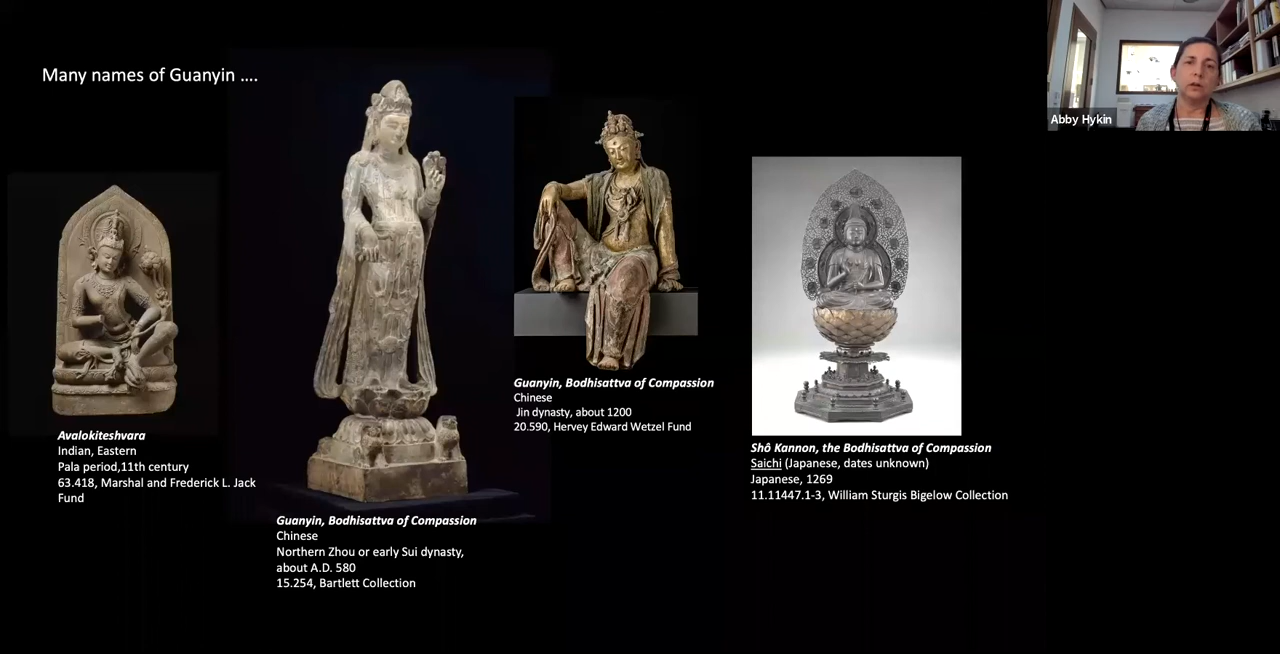 Many names of Guanyin ....
Abby Hykin
Avalokiteshvara
Indian, Eastern
Pala period,11th century
63.418, Marshal and Frederick L. Jack
Fund
Guanyin, Bodhisattva of Compassion
Chinese
Northern Zhou or early Sui dynasty,
about A.D. 580
15.254, Bartlett Collection
Guanyin, Bodhisattva of Compassion
Chinese
Jin dynasty, about 1200
20.590, Hervey Edward Wetzel Fund
Shô Kannon, the Bodhisattva of Compassion
Saichi (Japanese, dates unknown)
Japanese, 1269
11.11447.1-3, William Sturgis Bigelow Collection